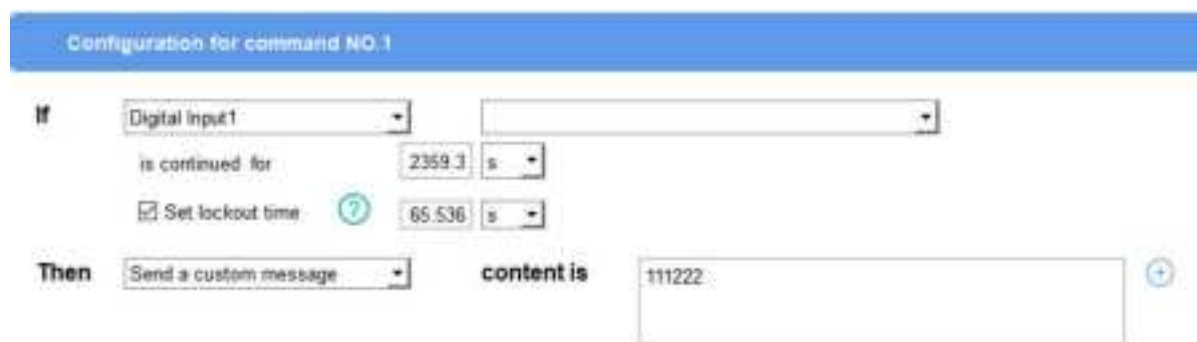 Configuration for command NO.1
If Digital Input1
is continued for 2359.3 s
Set lockout time ? 65.536 s
Then Send a custom message content is 111222